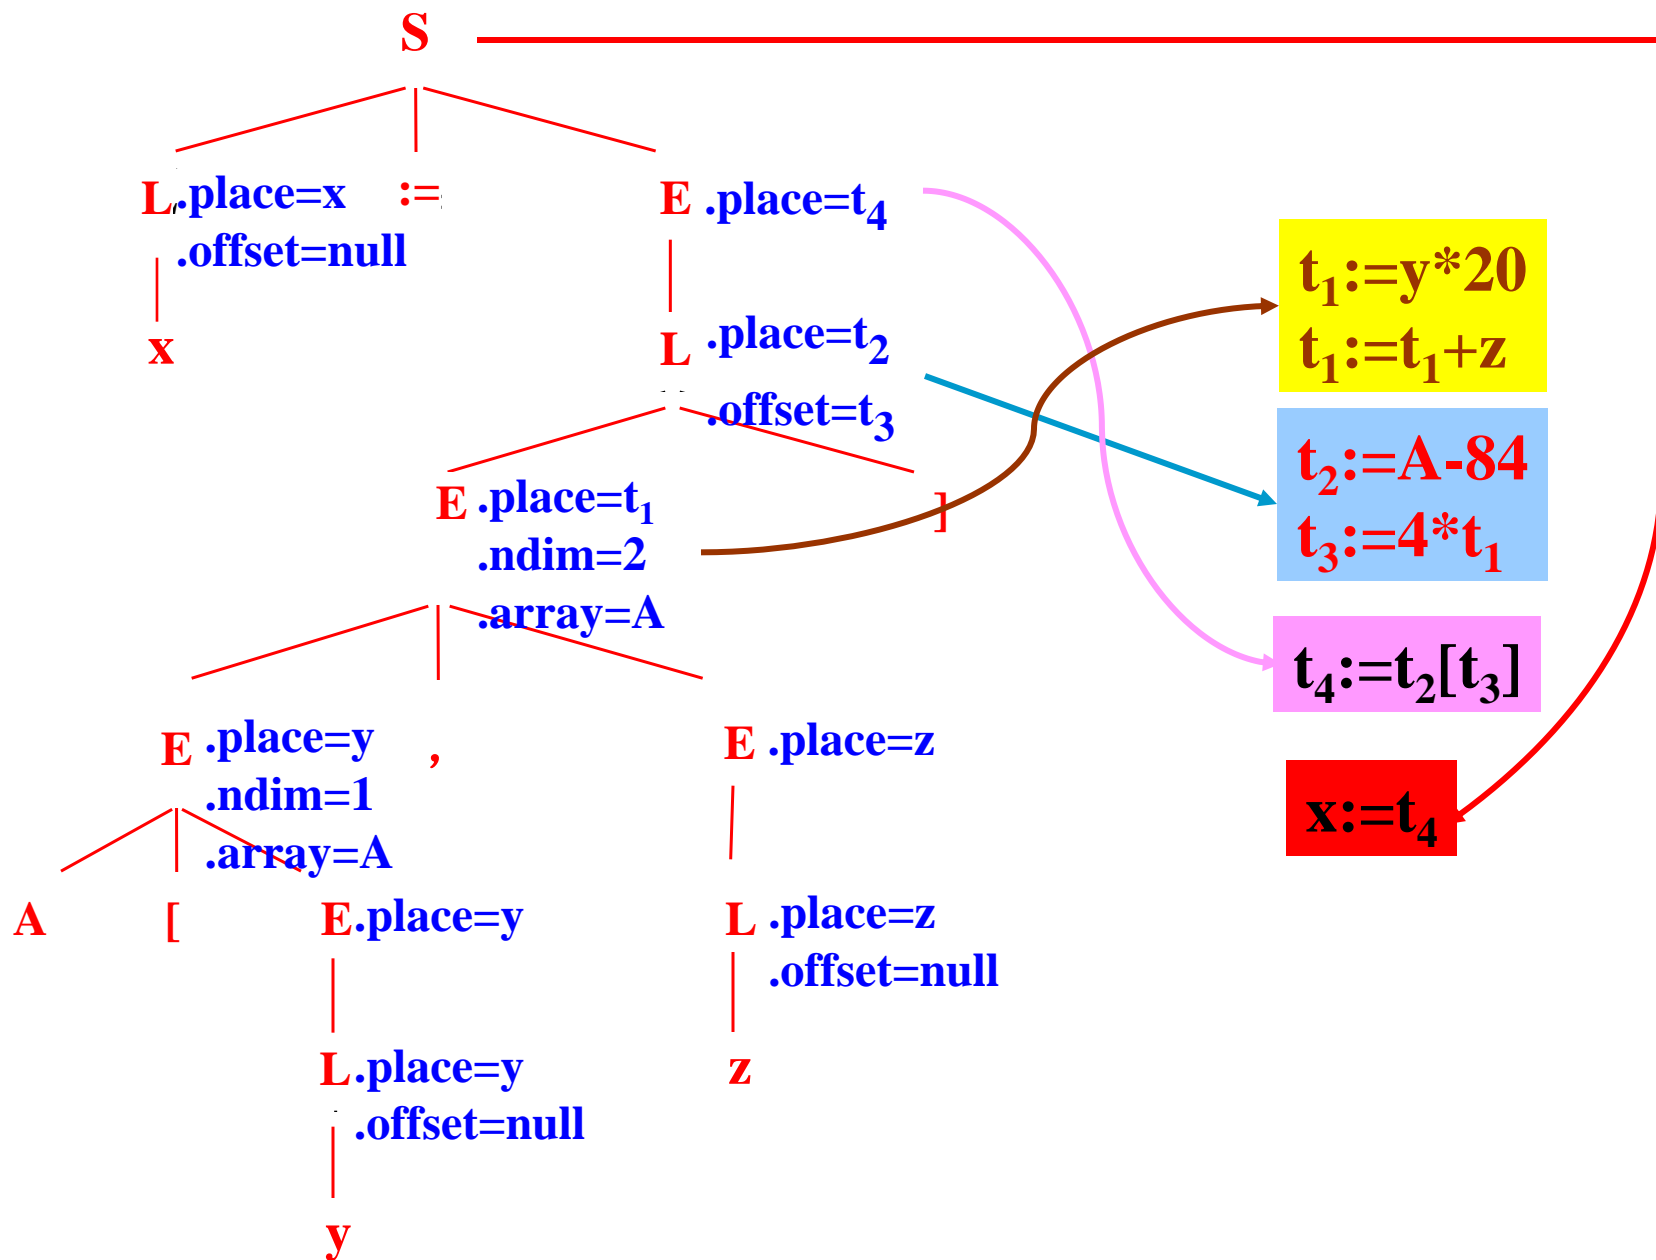 S
L.place=x := E .place=t₄
.offset=null
x
L .place=t₂
.offset=t₃
E .place=t₁ ]
.ndim=2
.array=A
E .place=y , E .place=z
.ndim=1
.array=A
A [ E.place=y L .place=z
.offset=null
L.place=y z
.offset=null
y
t₁:=y*20
t₁:=t₁+z
t₂:=A-84
t₃:=4*t₁
t₄:=t₂[t₃]
x:=t₄